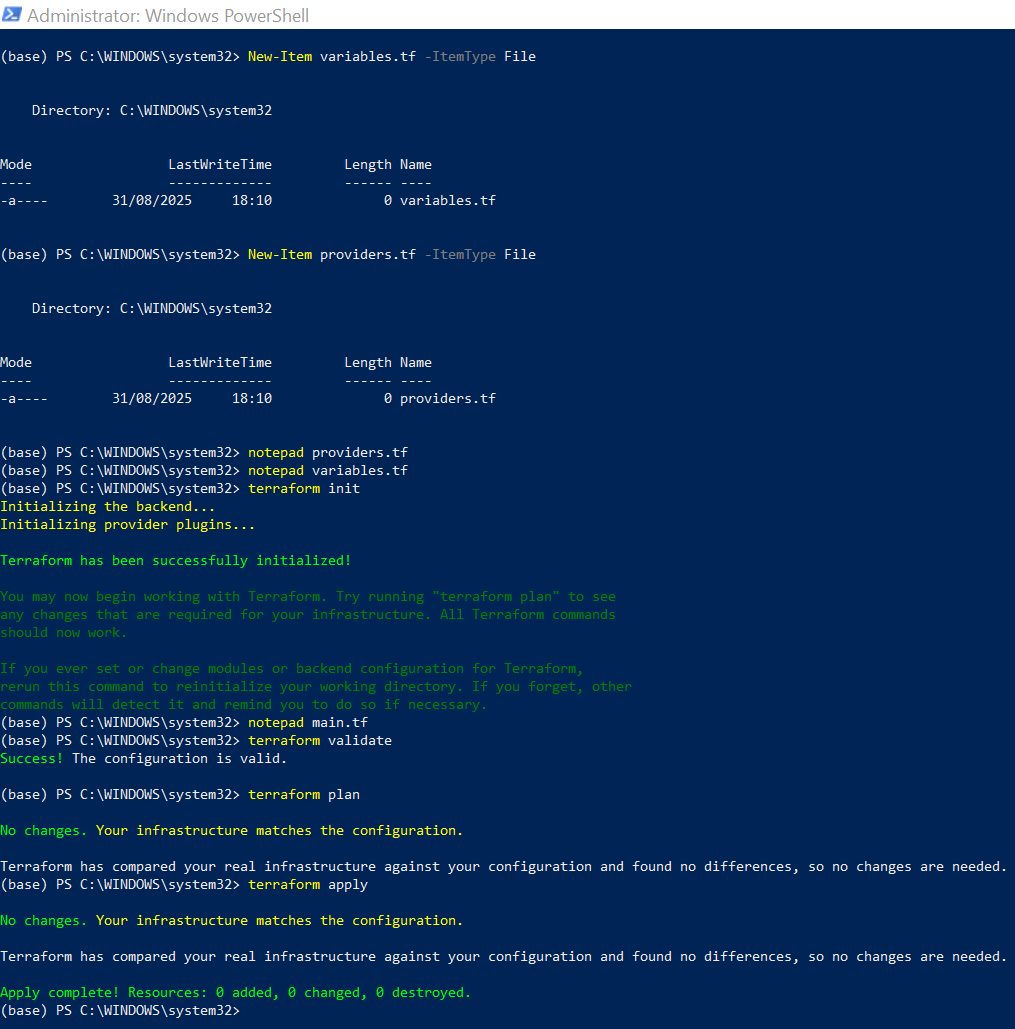 Administrator: Windows PowerShell
(base) PS C:\WINDOWS\system32> New-Item variables.tf -ItemType File
Directory: C:\WINDOWS\system32
Mode LastWriteTime Length Name
---- ------------- ------ ----
-a---- 31/08/2025 18:10 0 variables.tf
(base) PS C:\WINDOWS\system32> New-Item providers.tf -ItemType File
Directory: C:\WINDOWS\system32
Mode LastWriteTime Length Name
---- ------------- ------ ----
-a---- 31/08/2025 18:10 0 providers.tf
(base) PS C:\WINDOWS\system32> notepad providers.tf
(base) PS C:\WINDOWS\system32> notepad variables.tf
(base) PS C:\WINDOWS\system32> terraform init
Initializing the backend...
Initializing provider plugins...
Terraform has been successfully initialized!
You may now begin working with Terraform. Try running "terraform plan" to see
any changes that are required for your infrastructure. All Terraform commands
should now work.
If you ever set or change modules or backend configuration for Terraform,
rerun this command to reinitialize your working directory. If you forget, other
commands will detect it and remind you to do so if necessary.
(base) PS C:\WINDOWS\system32> notepad main.tf
(base) PS C:\WINDOWS\system32> terraform validate
Success! The configuration is valid.
(base) PS C:\WINDOWS\system32> terraform plan
No changes. Your infrastructure matches the configuration.
Terraform has compared your real infrastructure against your configuration and found no differences, so no changes are needed.
(base) PS C:\WINDOWS\system32> terraform apply
No changes. Your infrastructure matches the configuration.
Terraform has compared your real infrastructure against your configuration and found no differences, so no changes are needed.
Apply complete! Resources: 0 added, 0 changed, 0 destroyed.
(base) PS C:\WINDOWS\system32>